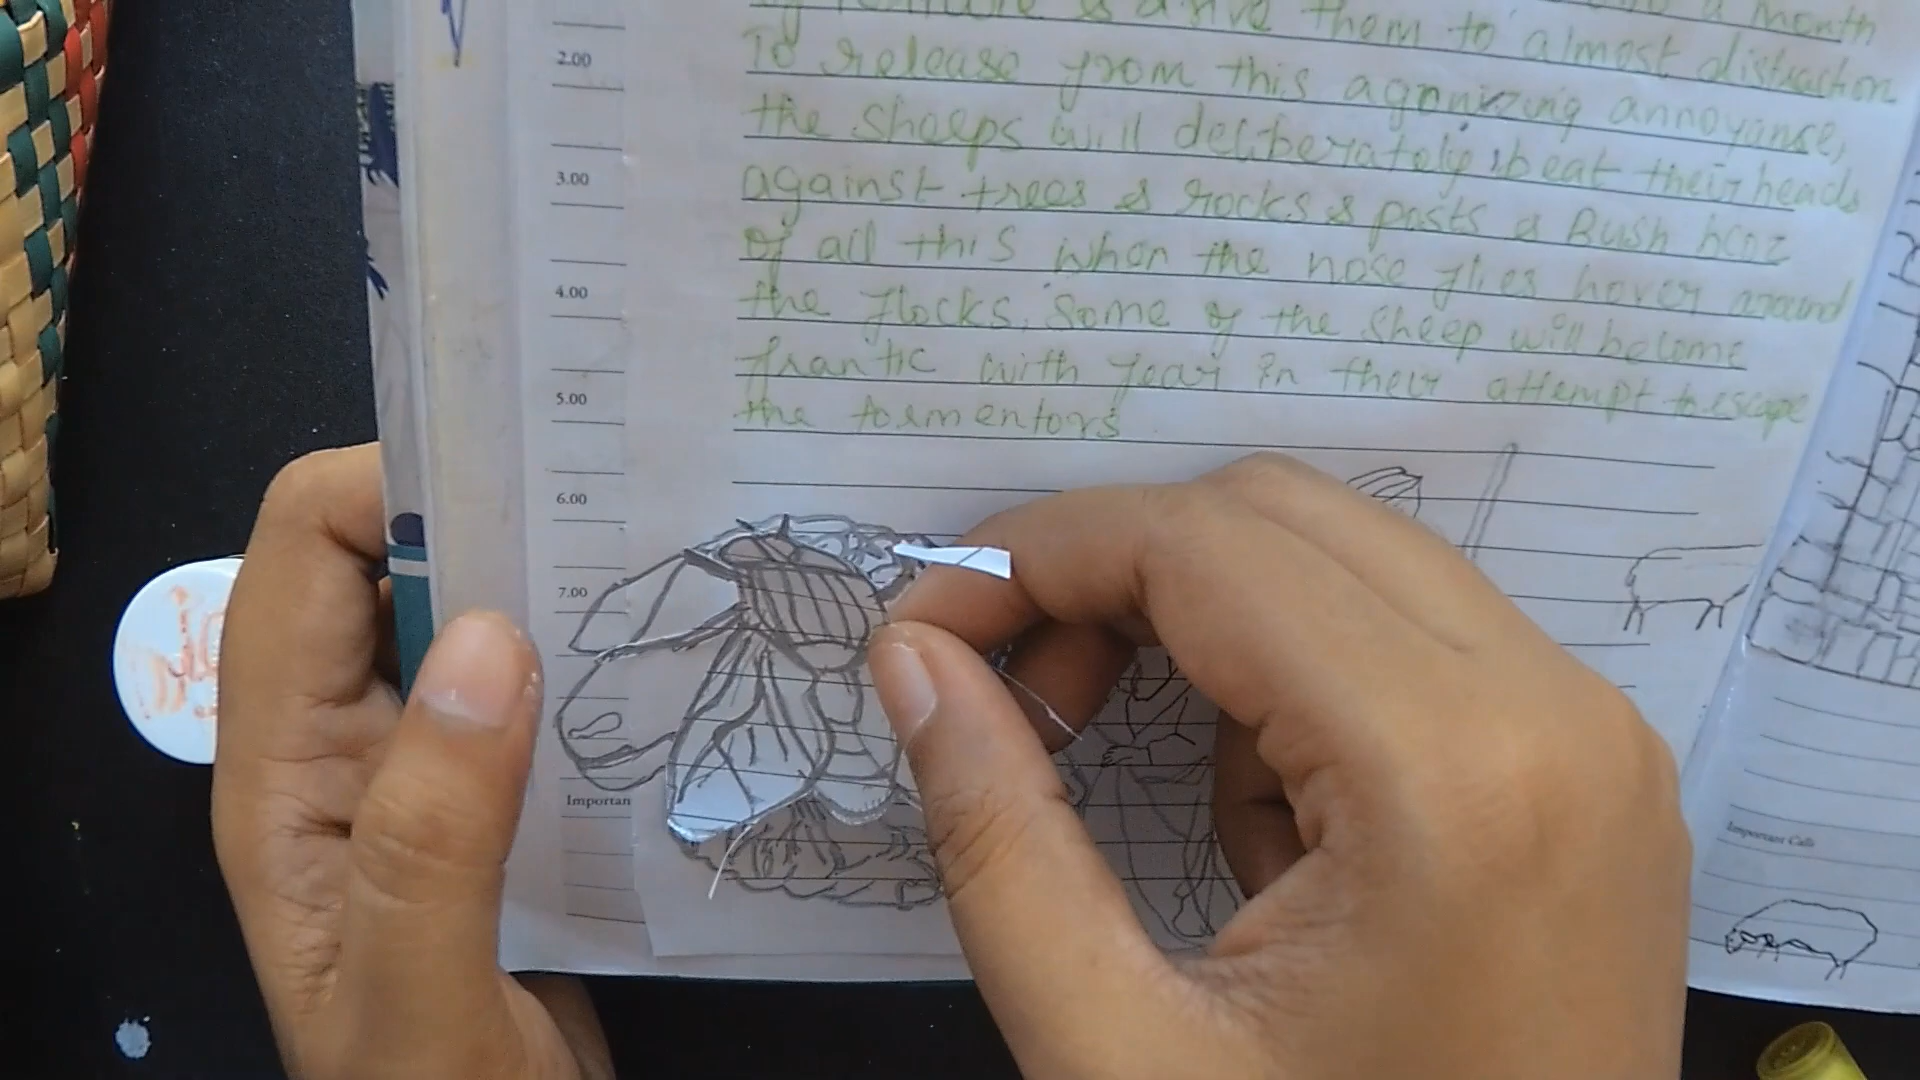 them to almost distraction
2.00
To release from this agonizing annoyanse,
the sheeps will deliberately beat their heads
3.00
against trees & rocks & posts & Bush
of all this when the nose flies hover around
4.00
the flocks, Some of the sheep will become
frantic with fear in their attempt to escape
5.00
the tormentors
6.00
7.00
Importan
Important Calls